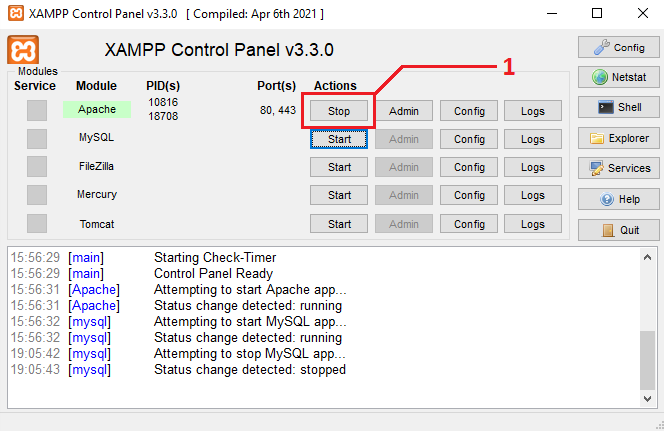 XAMPP Control Panel v3.3.0 [ Compiled: Apr 6th 2021 ]
XAMPP Control Panel v3.3.0
Config
Modules
Service Module PID(s) Port(s) Actions
Netstat
Apache 10816 18708 80, 443 Stop Admin Config Logs
1
Shell
MySQL Start Admin Config Logs
Explorer
FileZilla Start Admin Config Logs
Services
Mercury Start Admin Config Logs
Help
Tomcat Start Admin Config Logs
Quit
15:56:29 [main] Starting Check-Timer
15:56:29 [main] Control Panel Ready
15:56:31 [Apache] Attempting to start Apache app...
15:56:31 [Apache] Status change detected: running
15:56:32 [mysql] Attempting to start MySQL app...
15:56:32 [mysql] Status change detected: running
19:05:42 [mysql] Attempting to stop MySQL app...
19:05:43 [mysql] Status change detected: stopped